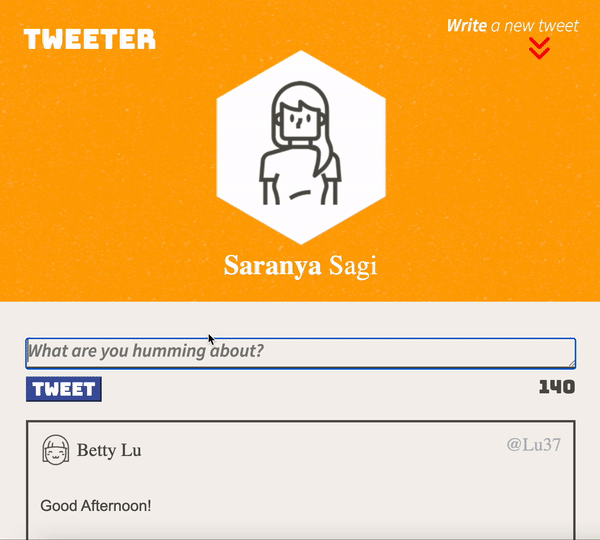 TWEETER
Write a new tweet
Saranya Sagi
What are you humming about?
TWEET
140
Betty Lu
@Lu37
Good Afternoon!